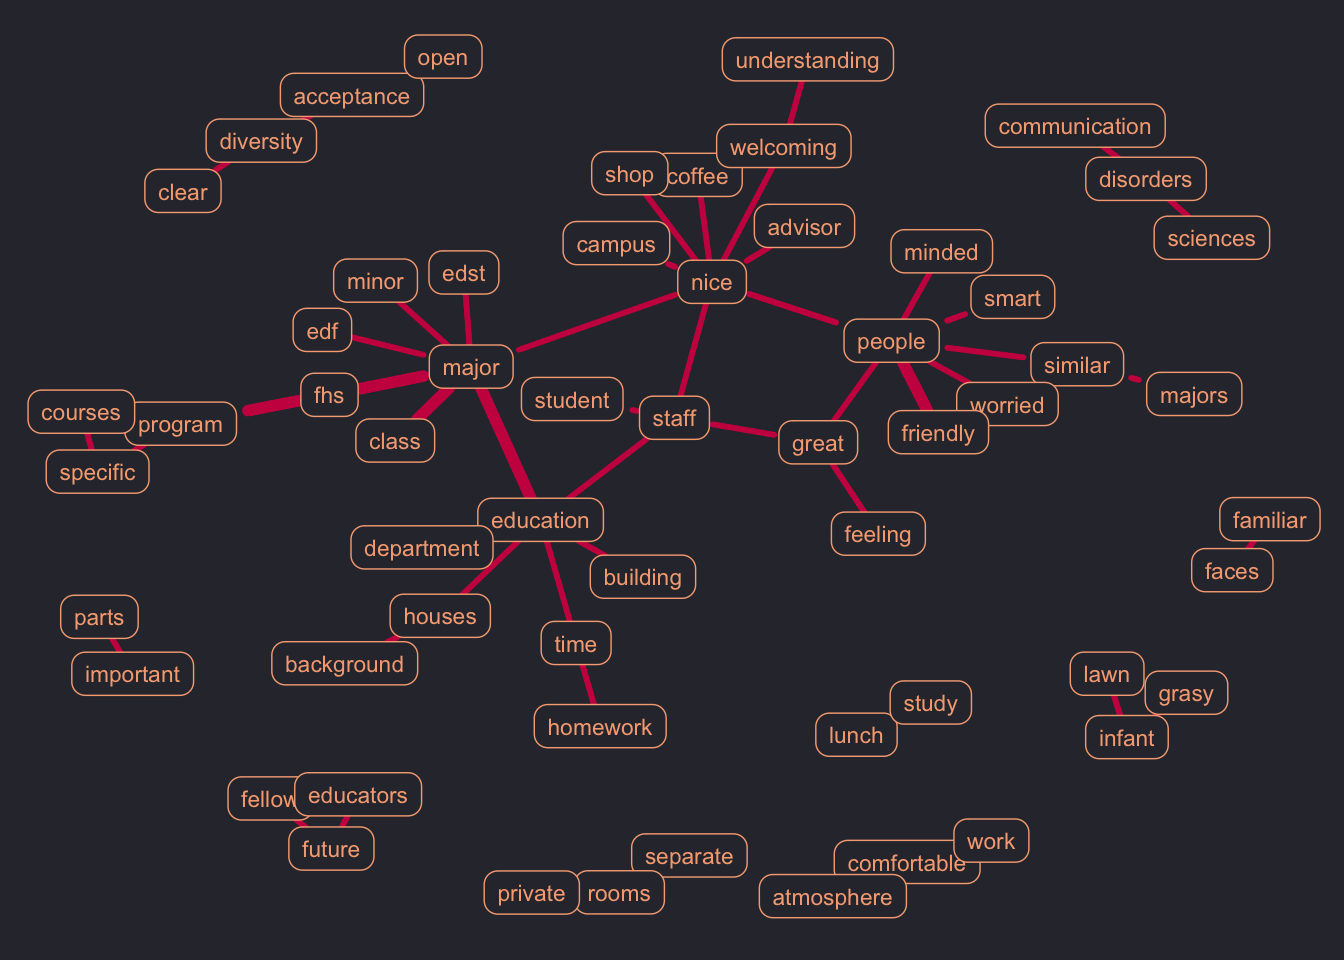 open
understanding
acceptance
communication
diversity
welcoming
shop
coffee
disorders
clear
advisor
sciences
campus
minded
minor
edst
nice
smart
edf
people
major
similar
fhs
majors
student
worried
courses
program
staff
friendly
class
great
specific
education
familiar
department
feeling
building
faces
parts
houses
time
background
important
lawn
grasy
study
homework
lunch
infant
fellow
educators
future
work
separate
comfortable
private
rooms
atmosphere